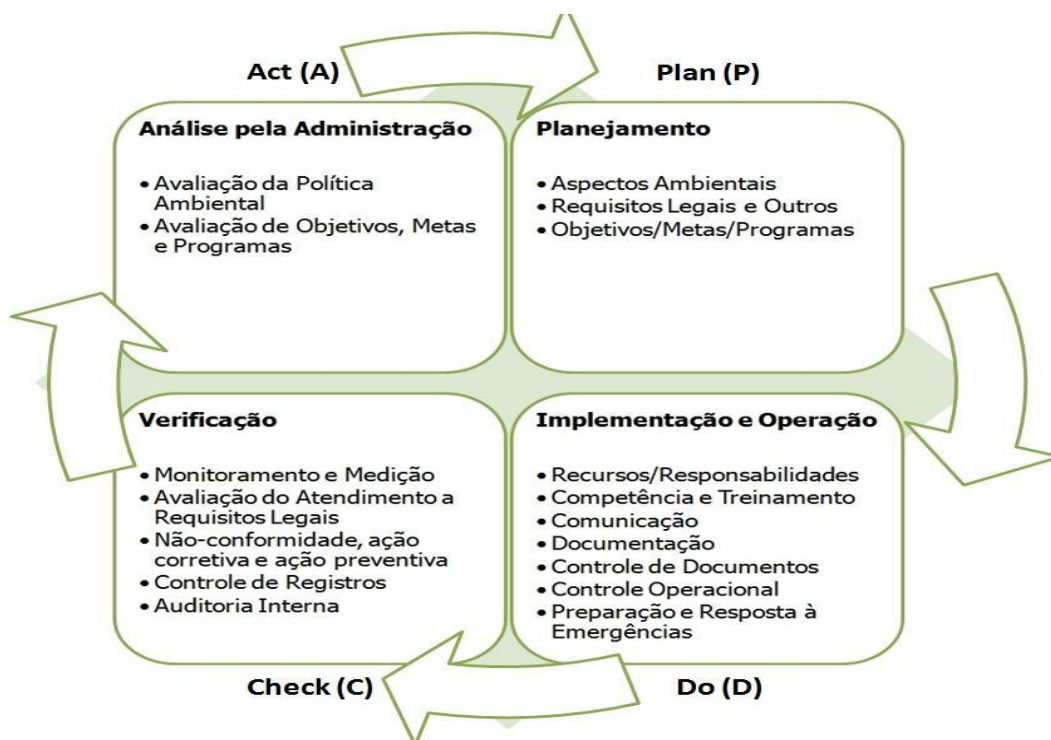 Act (A)
Plan (P)
Análise pela Administração
• Avaliação da Política
Ambiental
• Avaliação de Objetivos, Metas
e Programas
Planejamento
• Aspectos Ambientais
• Requisitos Legais e Outros
• Objetivos/Metas/Programas
Verificação
• Monitoramento e Medição
• Avaliação do Atendimento a
Requisitos Legais
• Não-conformidade, ação
corretiva e ação preventiva
• Controle de Registros
• Auditoria Interna
Implementação e Operação
• Recursos/Responsabilidades
• Competência e Treinamento
• Comunicação
• Documentação
• Controle de Documentos
• Controle Operacional
• Preparação e Resposta à
Emergências
Check (C)
Do (D)